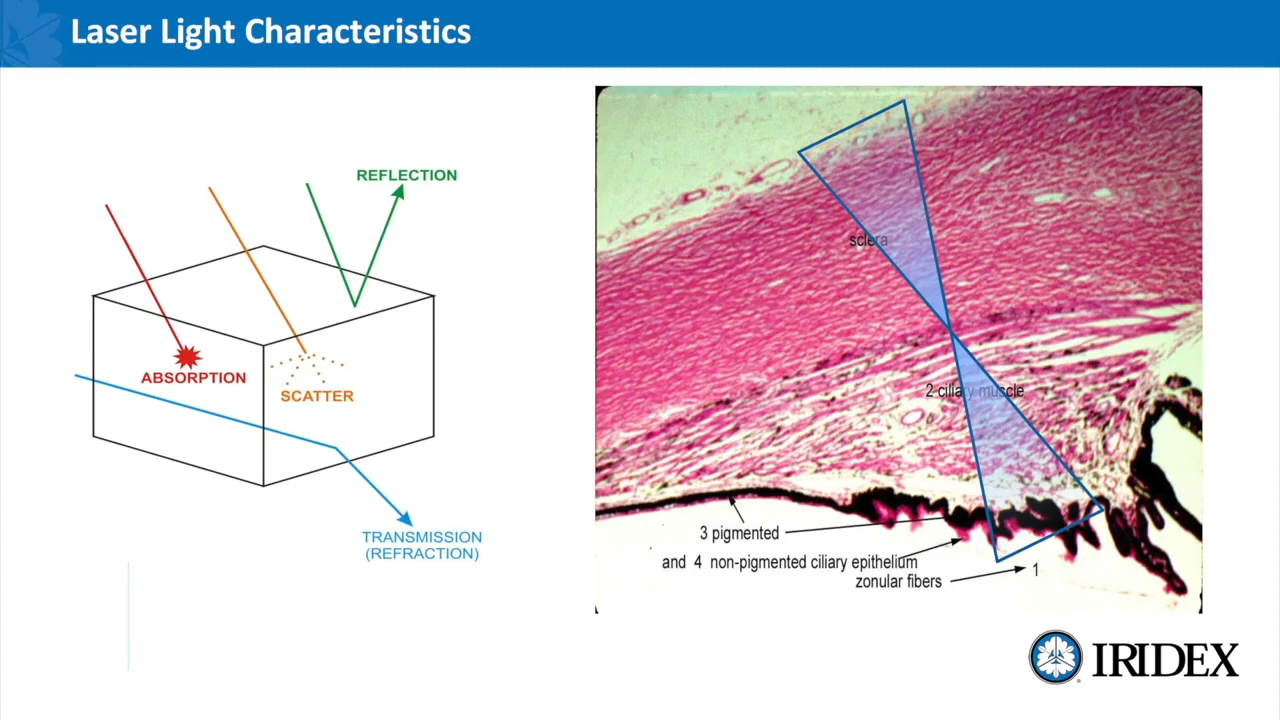 Laser Light Characteristics
REFLECTION
ABSORPTION
SCATTER
TRANSMISSION
(REFRACTION)
sclera
2 ciliary muscle
3 pigmented
and 4 non-pigmented ciliary epithelium
zonular fibers
1
IRIDEX